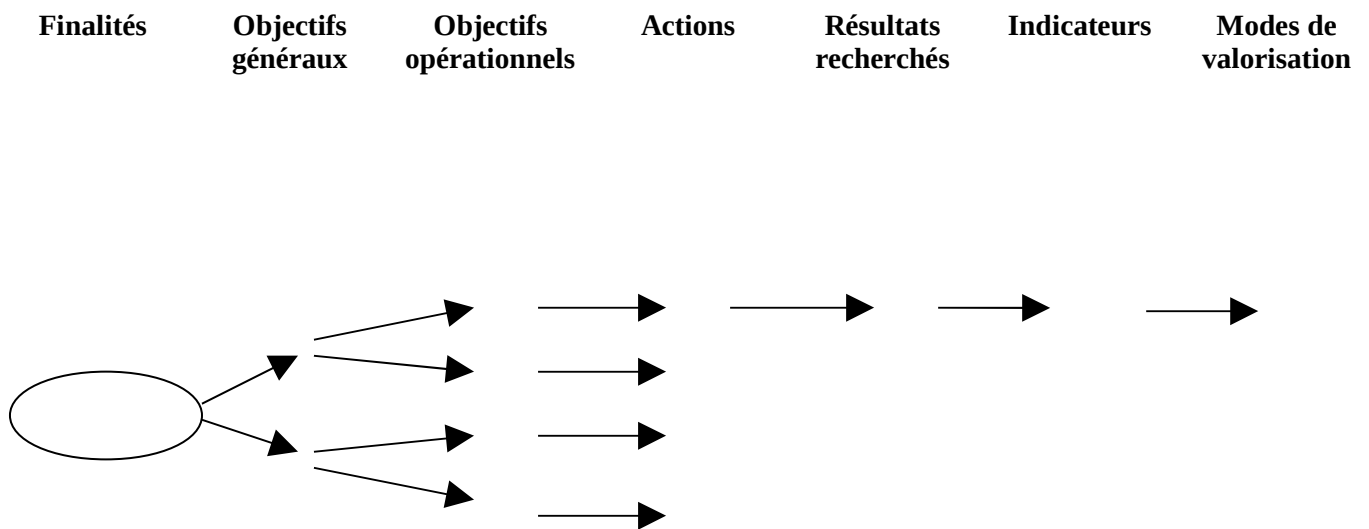 Finalités
Objectifs
généraux
Objectifs
opérationnels
Actions
Résultats
recherchés
Indicateurs
Modes de
valorisation